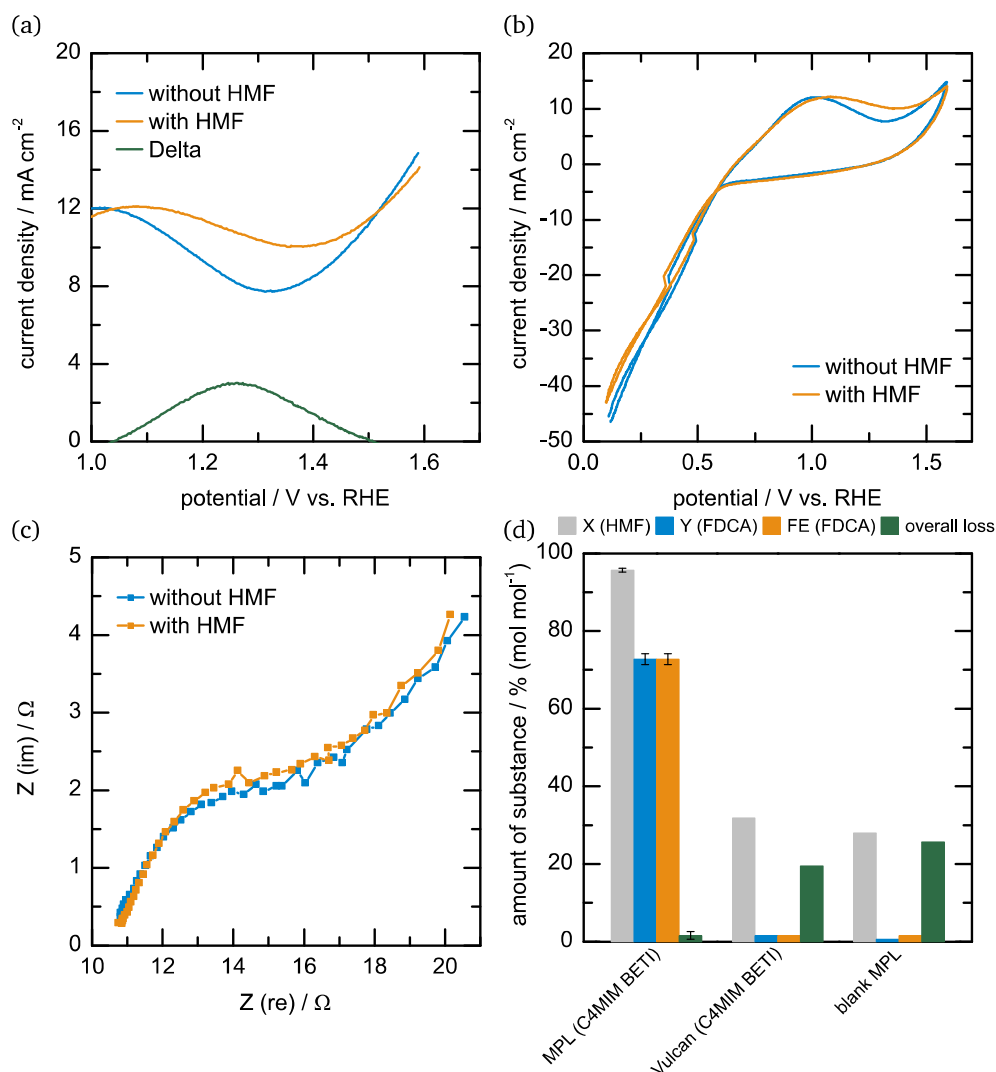 (a)
20
16
12
8
4
0
current density / mA cm⁻²
without HMF
with HMF
Delta
1.0
1.2
1.4
1.6
potential / V vs. RHE
(b)
20
10
0
-10
-20
-30
-40
-50
current density / mA cm⁻²
without HMF
with HMF
0.0
0.5
1.0
1.5
potential / V vs. RHE
(c)
5
4
3
2
1
0
Z (im) / Ω
without HMF
with HMF
10
12
14
16
18
20
Z (re) / Ω
(d)
X (HMF) Y (FDCA) FE (FDCA) overall loss
100
80
60
40
20
0
amount of substance / % (mol mol⁻¹)
MPL (C4MIM BETI)
Vulcan (C4MIM BETI)
blank MPL